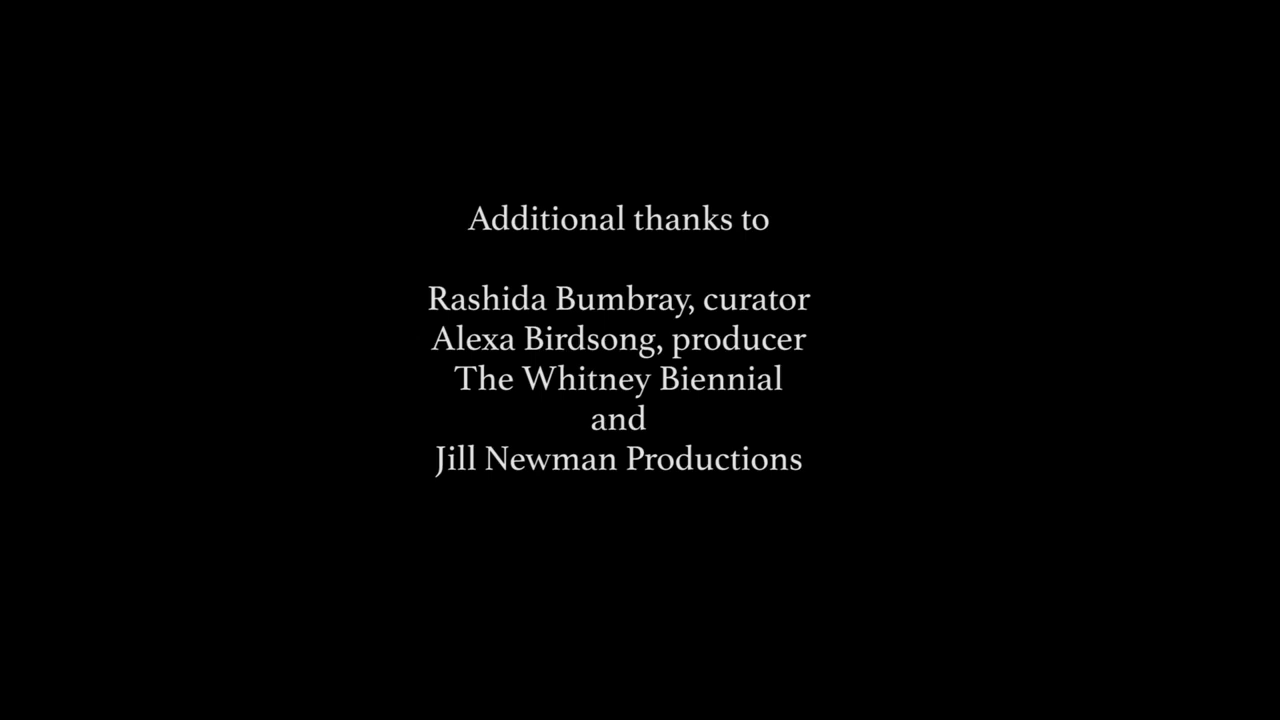 Additional thanks to
Rashida Bumbray, curator
Alexa Birdsong, producer
The Whitney Biennial
and
Jill Newman Productions